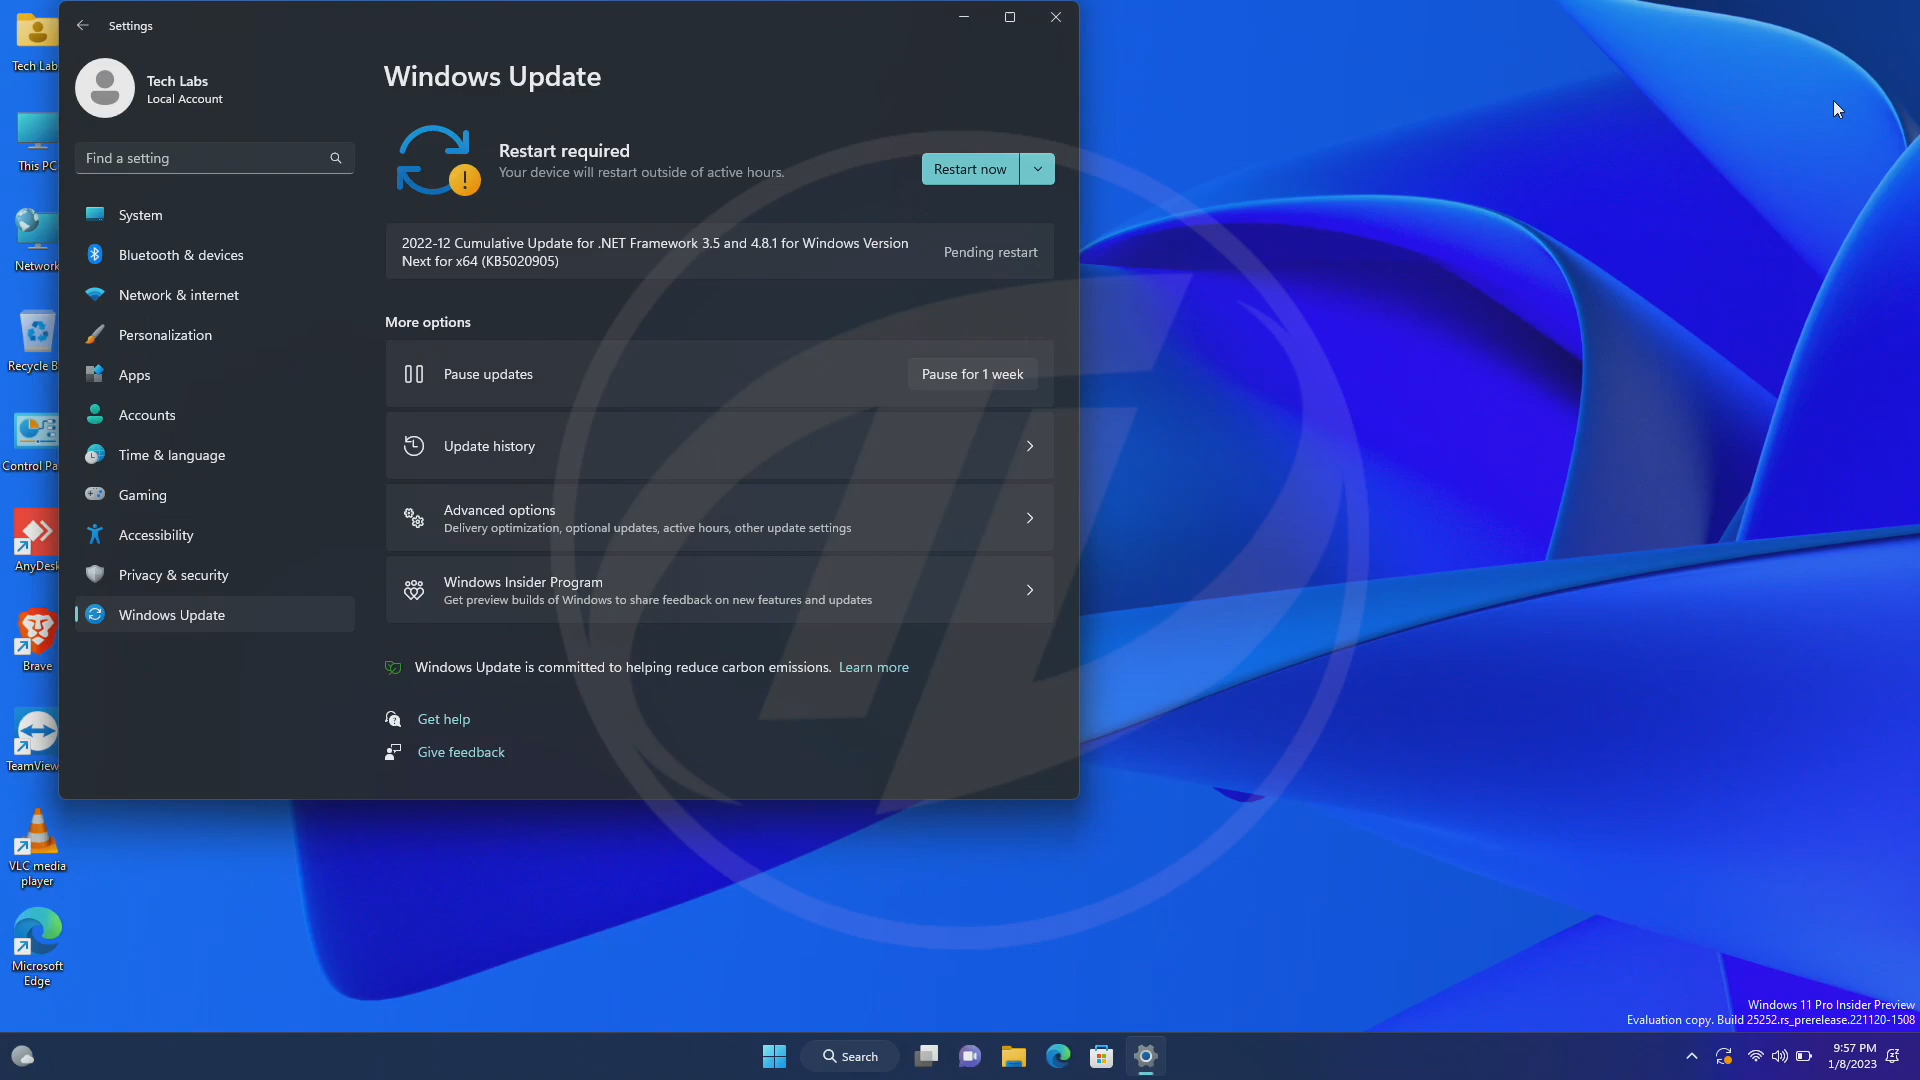 Settings
Tech Labs
Local Account
Find a setting
System
Bluetooth & devices
Network & internet
Personalization
Apps
Accounts
Time & language
Gaming
Accessibility
Privacy & security
Windows Update
Windows Update
Restart required
Your device will restart outside of active hours.
Restart now
2022-12 Cumulative Update for .NET Framework 3.5 and 4.8.1 for Windows Version
Next for x64 (KB5020905)
Pending restart
More options
Pause updates
Pause for 1 week
Update history
Advanced options
Delivery optimization, optional updates, active hours, other update settings
Windows Insider Program
Get preview builds of Windows to share feedback on new features and updates
Windows Update is committed to helping reduce carbon emissions. Learn more
Get help
Give feedback
Tech Lab
This PC
Network
Recycle B
Control Pa
AnyDesk
Brave
TeamView
VLC media
player
Microsoft
Edge
Windows 11 Pro Insider Preview
Evaluation copy. Build 25252.rs_prerelease.221120-1508
Search
9:57 PM
1/8/2023